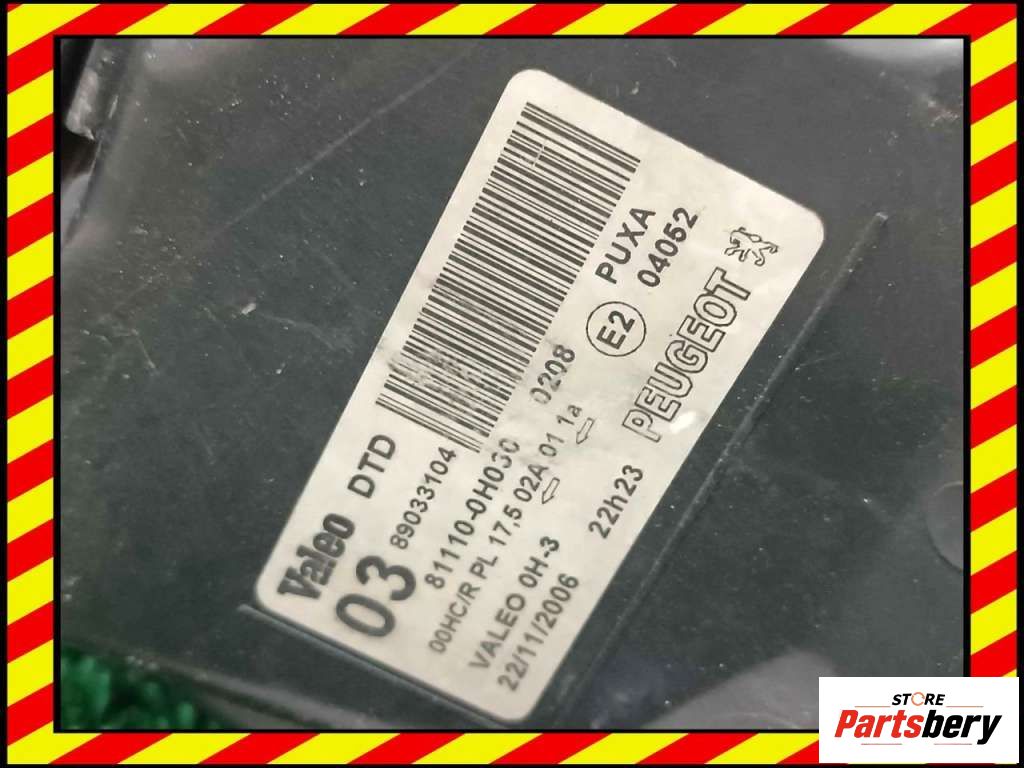 Valeo DTD
03 89033104
81110-0H030 0208
00HC/R PL 17,5 02A 01 1a
VALEO 0H-3
22/11/2006 22h23
E2
PUXA
04052
PEUGEOT
STORE
Partsbery